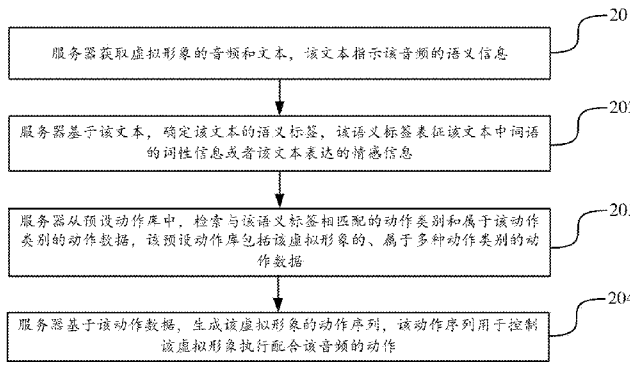 服务器获取虚拟形象的音频和文本，该文本指示该音频的语义信息
20
服务器基于该文本，确定该文本的语义标签，该语义标签表征该文本中词语
的词性信息或者该文本表达的情感信息
20
服务器从预设动作库中，检索与该语义标签相匹配的动作类别和属于该动作
类别的动作数据，该预设动作库包括该虚拟形象的、属于多种动作类别的动
作数据
20
服务器基于该动作数据，生成该虚拟形象的动作序列，该动作序列用于控制
该虚拟形象执行配合该音频的动作
204